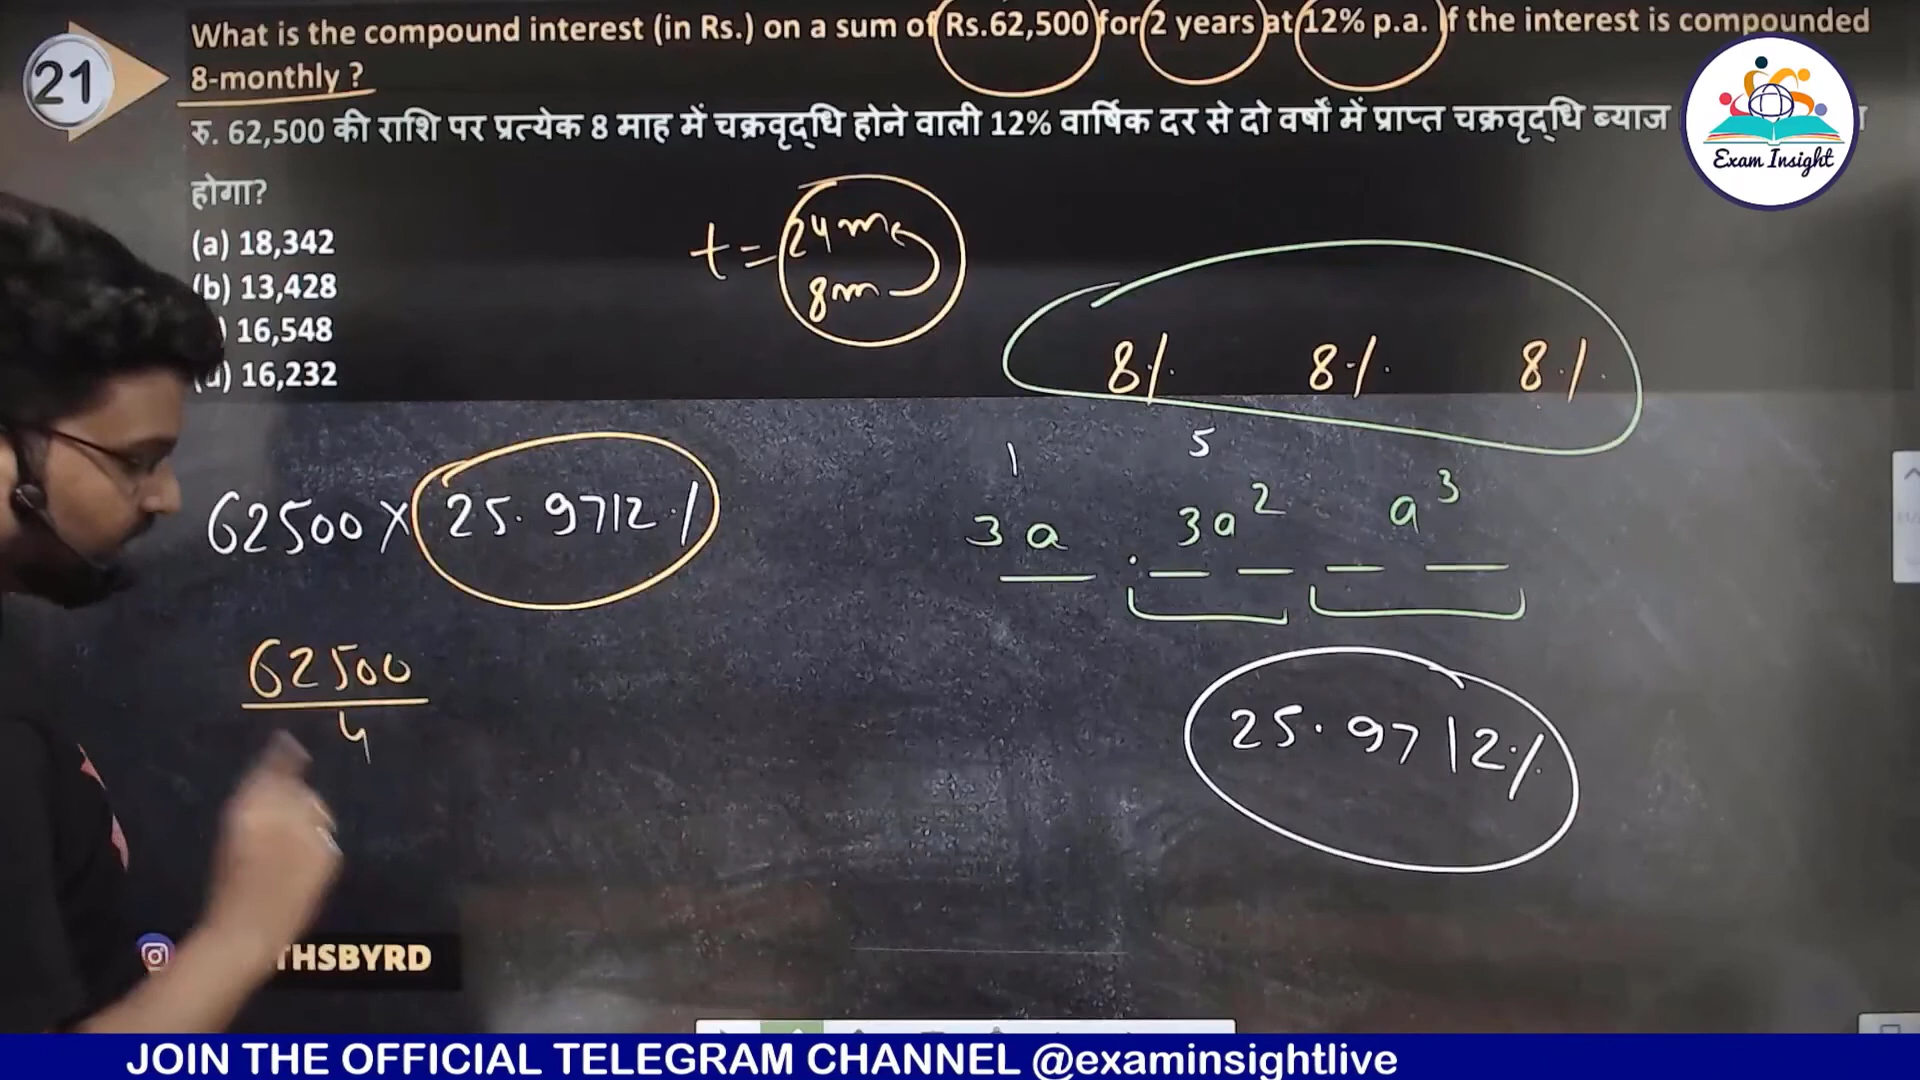 What is the compound interest (in Rs.) on a sum of Rs.62,500 for 2 years at 12% p.a. If the interest is compounded
21
8-monthly ?
रु. 62,500 की राशि पर प्रत्येक 8 माह में चक्रवृद्धि होने वाली 12% वार्षिक दर से दो वर्षों में प्राप्त चक्रवृद्धि ब्याज
Exam Insight
होगा?
(a) 18,342
(b) 13,428
16,548
(d) 16,232
t = 24m
8m
8% 8% 8%
1 5
3a . 3a² a³
62500 × 25.9712%
62500
4
25.9712%
THSBYRD
JOIN THE OFFICIAL TELEGRAM CHANNEL @examinsightlive